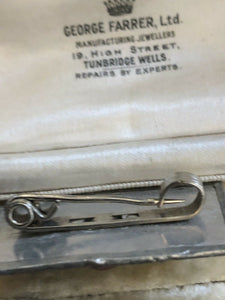 GEORGE FARRER, Ltd.
MANUFACTURING JEWELLERS
19, HIGH STREET,
TUNBRIDGE WELLS.
REPAIRS BY EXPERTS.